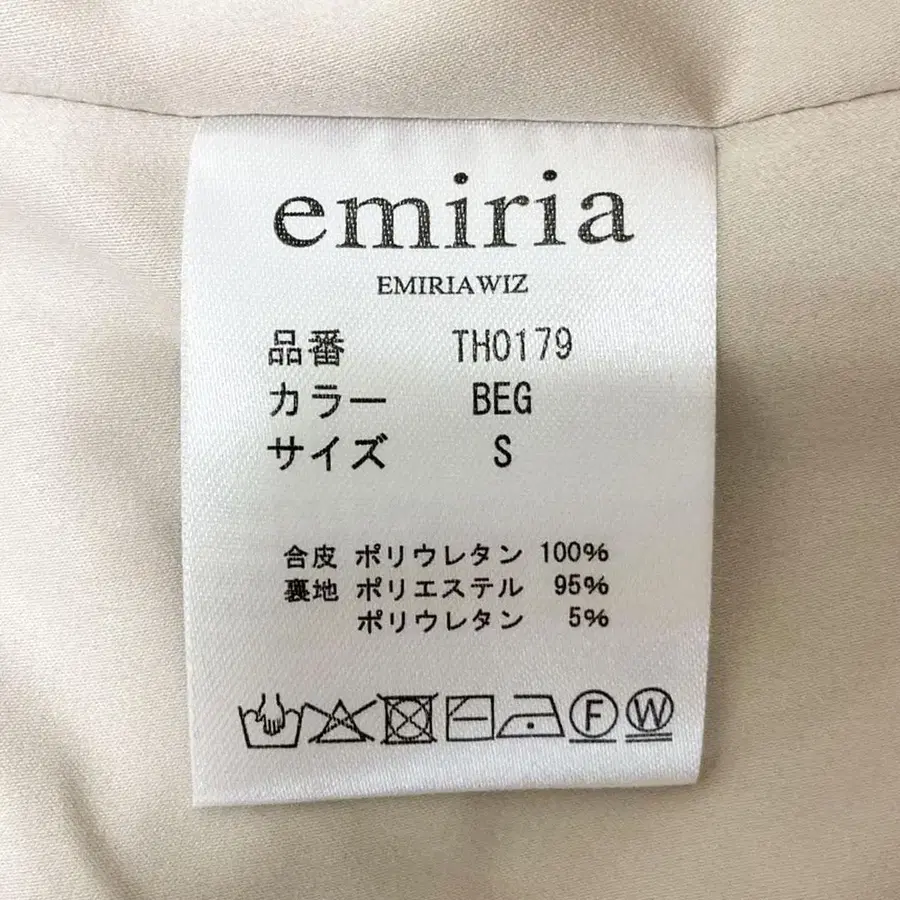 emiria
EMIRIAWIZ
品番 TH0179
カラー BEG
サイズ S
合皮 ポリウレタン 100%
裏地 ポリエステル 95%
ポリウレタン 5%
F W